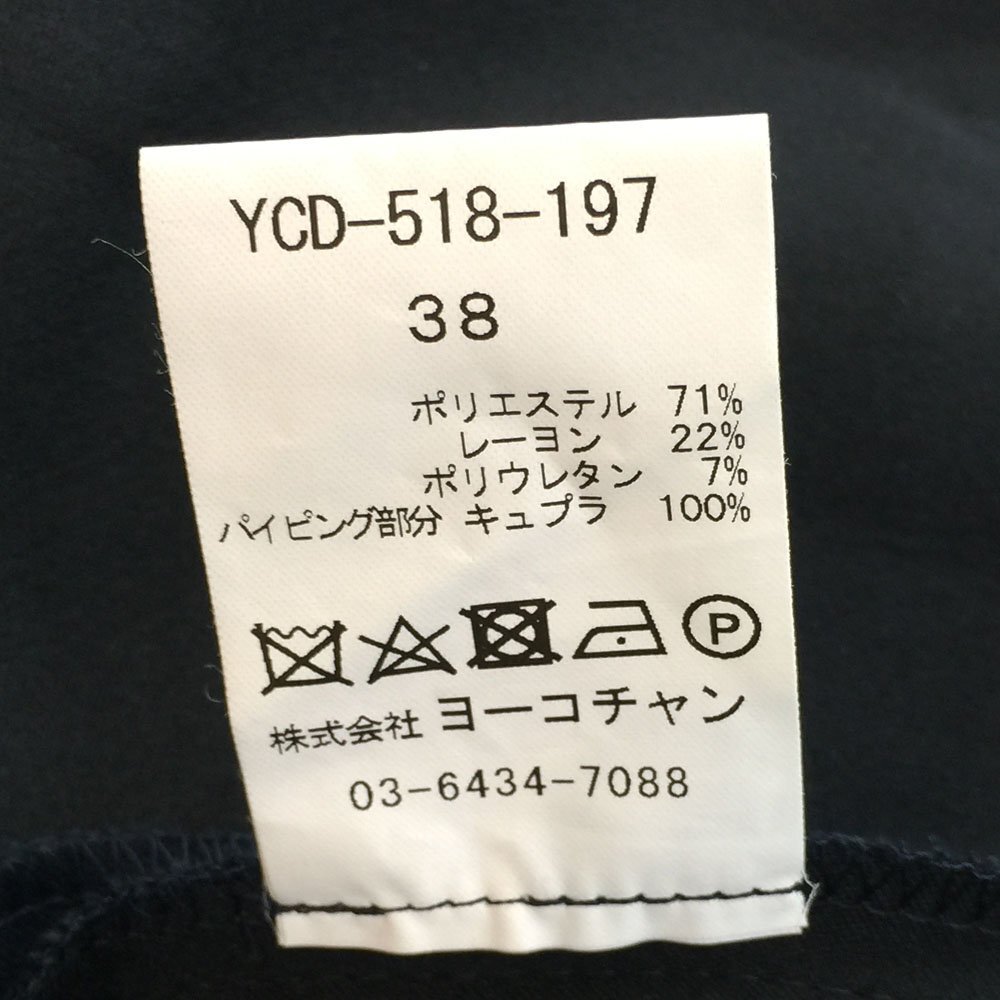 YCD-518-197
38
ポリエステル 71%
レーヨン 22%
ポリウレタン 7%
パイピング部分 キュプラ 100%
P
株式会社 ヨーコチャン
03-6434-7088